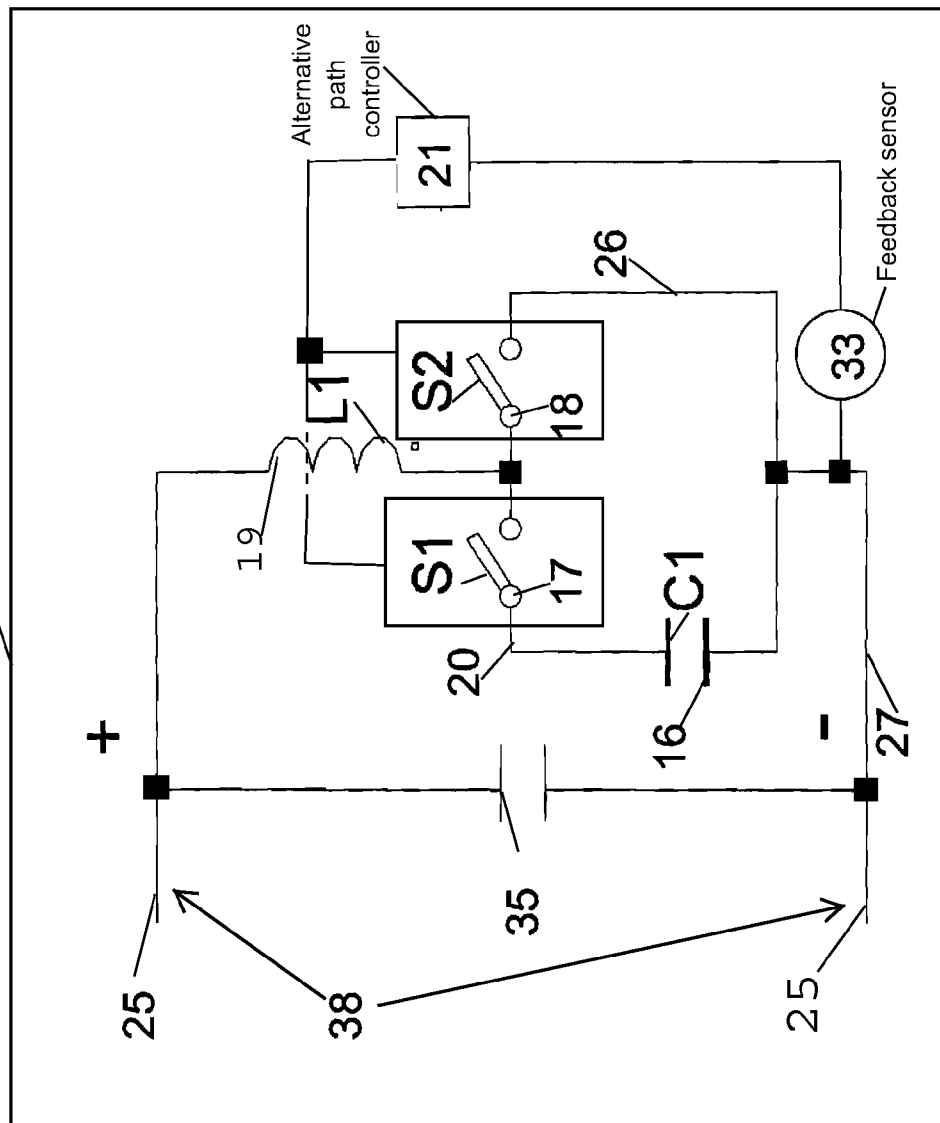 +
25
19
Alternative
path
controller
L1
38
S1
S2
21
20
35
17
18
26
16
C1
25
-
33
27
Feedback sensor